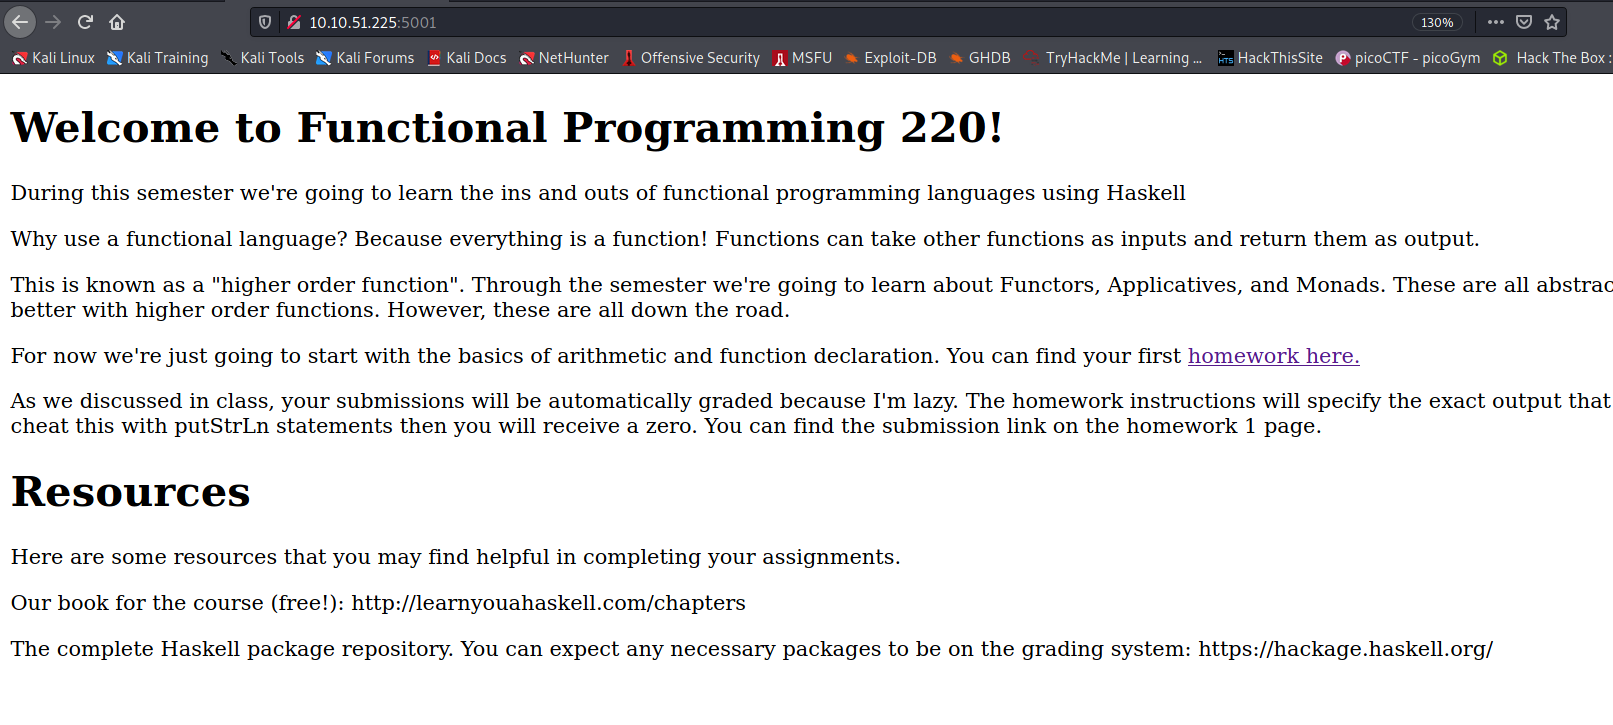 10.10.51.225:5001
130%
Kali Linux Kali Training Kali Tools Kali Forums Kali Docs NetHunter Offensive Security MSFU Exploit-DB GHDB TryHackMe | Learning ... HackThisSite picoCTF - picoGym Hack The Box :
Welcome to Functional Programming 220!
During this semester we're going to learn the ins and outs of functional programming languages using Haskell
Why use a functional language? Because everything is a function! Functions can take other functions as inputs and return them as output.
This is known as a "higher order function". Through the semester we're going to learn about Functors, Applicatives, and Monads. These are all abstrac
better with higher order functions. However, these are all down the road.
For now we're just going to start with the basics of arithmetic and function declaration. You can find your first homework here.
As we discussed in class, your submissions will be automatically graded because I'm lazy. The homework instructions will specify the exact output that
cheat this with putStrLn statements then you will receive a zero. You can find the submission link on the homework 1 page.
Resources
Here are some resources that you may find helpful in completing your assignments.
Our book for the course (free!): http://learnyouahaskell.com/chapters
The complete Haskell package repository. You can expect any necessary packages to be on the grading system: https://hackage.haskell.org/